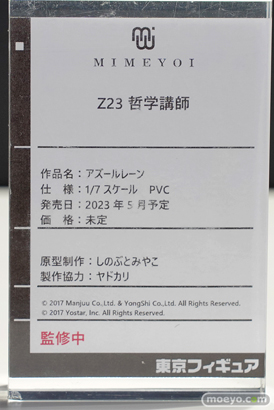 MIMEYOI
Z23 哲学講師
作品名：アズールレーン
仕　様：1/7 スケール　PVC
発売日：2023 年 5 月予定
価　格：未定
原型制作：しのぶとみやこ
製作協力：ヤドカリ
© 2017 Manjuu Co.,Ltd. & YongShi Co.,Ltd. All Rights Reserved.
© 2017 Yostar, Inc. All Rights Reserved.
監修中
東京フィギュア
moeyo.com